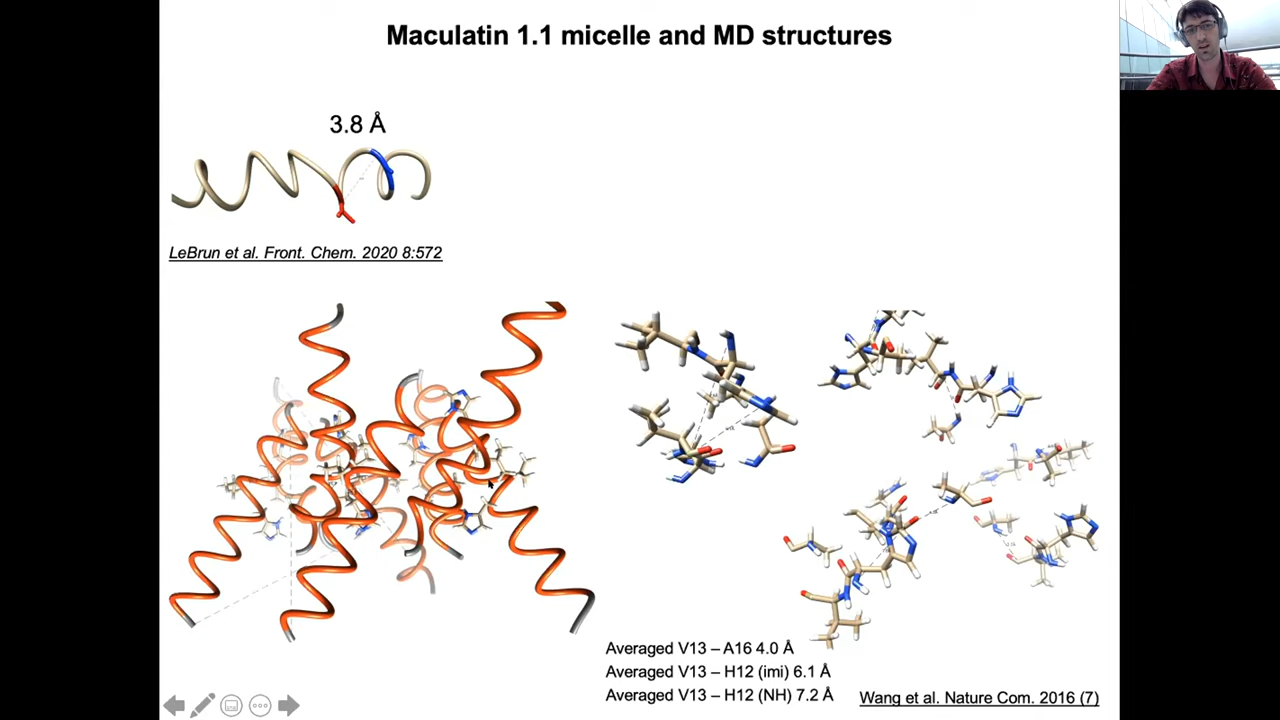 Maculatin 1.1 micelle and MD structures
3.8 Å
LeBrun et al. Front. Chem. 2020 8:572
Averaged V13 – A16 4.0 Å
Averaged V13 – H12 (imi) 6.1 Å
Averaged V13 – H12 (NH) 7.2 Å
Wang et al. Nature Com. 2016 (7)